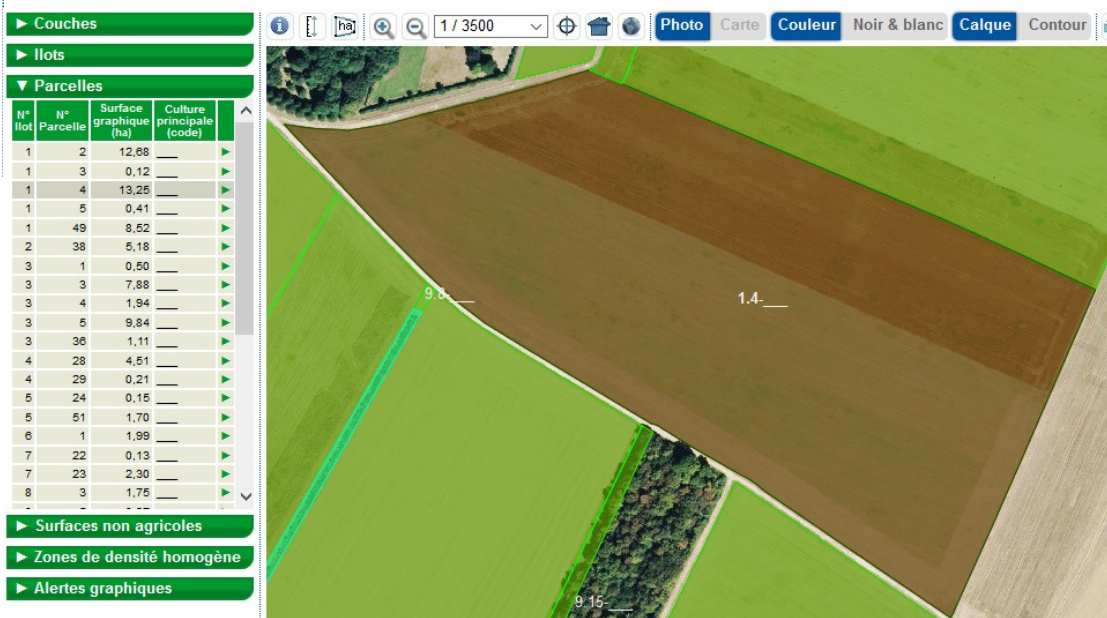 ► Couches
1 / 3500
Photo Carte Couleur Noir & blanc Calque Contour
► Ilots
▼ Parcelles
N° Ilot N° Parcelle Surface graphique (ha) Culture principale (code)
1 2 12,68 ___ ►
1 3 0,12 ___ ►
1 4 13,25 ___ ►
1 5 0,41 ___ ►
1 49 8,52 ___ ►
2 38 5,18 ___ ►
3 1 0,50 ___ ►
3 3 7,88 ___ ►
3 4 1,94 ___ ►
3 5 9,84 ___ ►
3 36 1,11 ___ ►
4 28 4,51 ___ ►
4 29 0,21 ___ ►
5 24 0,15 ___ ►
5 51 1,70 ___ ►
6 1 1,99 ___ ►
7 22 0,13 ___ ►
7 23 2,30 ___ ►
8 3 1,75 ___ ►
► Surfaces non agricoles
► Zones de densité homogène
► Alertes graphiques
ha
9.8-___
1.4-___
9.15-___